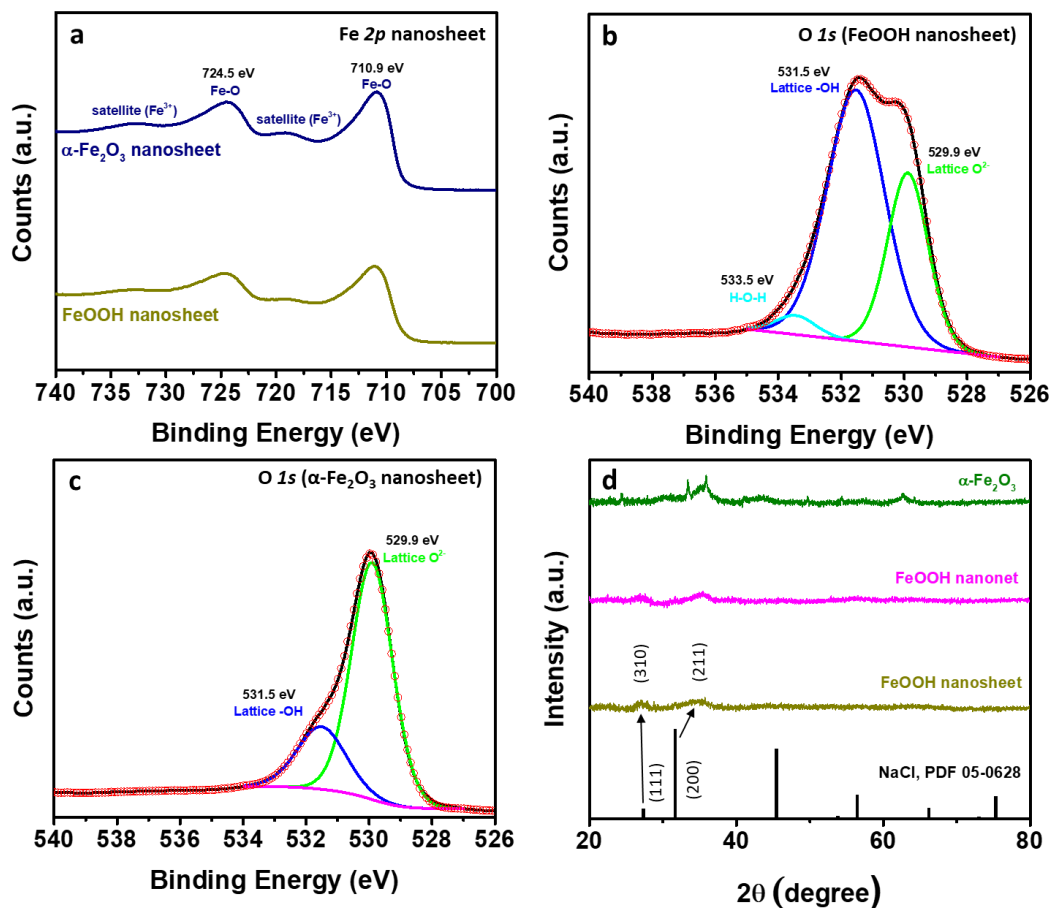 a
Fe 2p nanosheet
724.5 eV
Fe-O
710.9 eV
Fe-O
satellite (Fe³⁺)
satellite (Fe³⁺)
α-Fe₂O₃ nanosheet
FeOOH nanosheet
Counts (a.u.)
740 735 730 725 720 715 710 705 700
Binding Energy (eV)
b
O 1s (FeOOH nanosheet)
531.5 eV
Lattice -OH
529.9 eV
Lattice O²⁻
533.5 eV
H-O-H
Counts (a.u.)
540 538 536 534 532 530 528 526
Binding Energy (eV)
c
O 1s (α-Fe₂O₃ nanosheet)
529.9 eV
Lattice O²⁻
531.5 eV
Lattice -OH
Counts (a.u.)
540 538 536 534 532 530 528 526
Binding Energy (eV)
d
α-Fe₂O₃
FeOOH nanonet
(310)
(211)
FeOOH nanosheet
(111)
(200)
NaCl, PDF 05-0628
Intensity (a.u.)
20 40 60 80
2θ (degree)